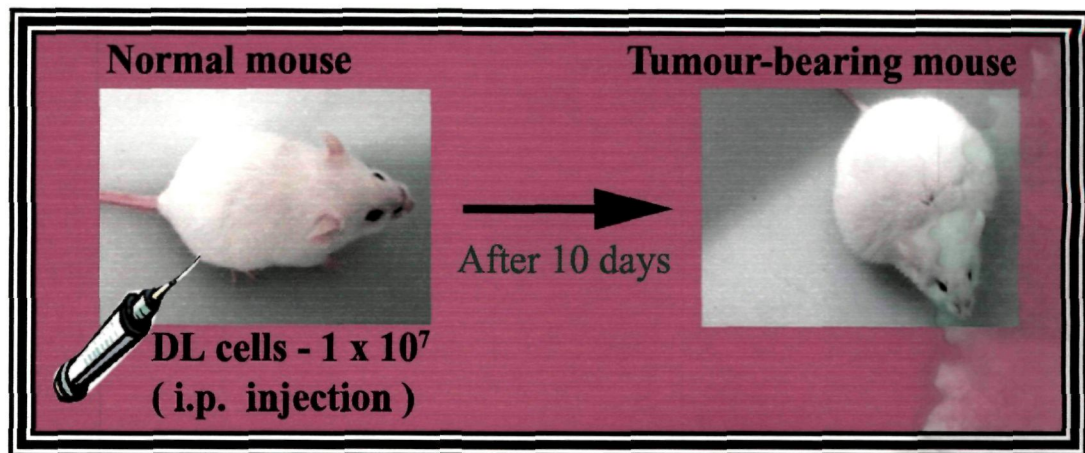 Normal mouse
Tumour-bearing mouse
After 10 days
DL cells - 1 x 10⁷
( i.p. injection )